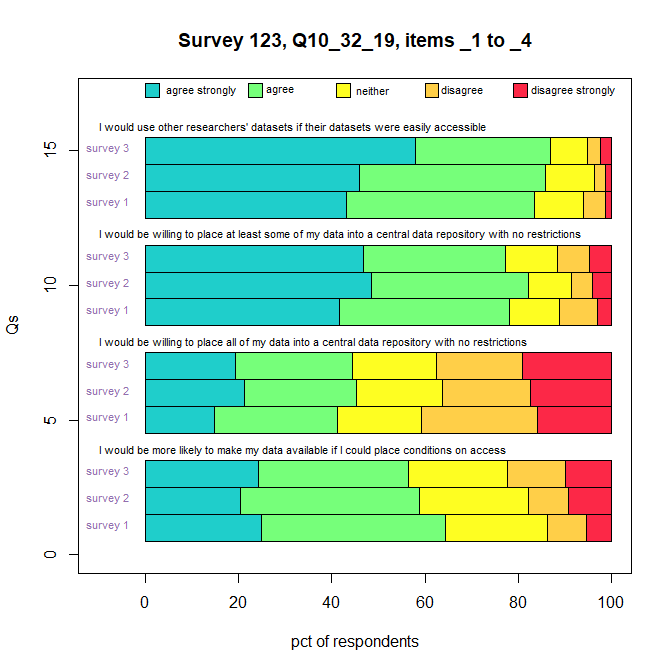 Survey 123, Q10_32_19, items _1 to _4
agree strongly agree neither disagree disagree strongly
I would use other researchers' datasets if their datasets were easily accessible
survey 3
survey 2
survey 1
I would be willing to place at least some of my data into a central data repository with no restrictions
survey 3
survey 2
survey 1
I would be willing to place all of my data into a central data repository with no restrictions
survey 3
survey 2
survey 1
I would be more likely to make my data available if I could place conditions on access
survey 3
survey 2
survey 1
15
10
5
0
Qs
0 20 40 60 80 100
pct of respondents